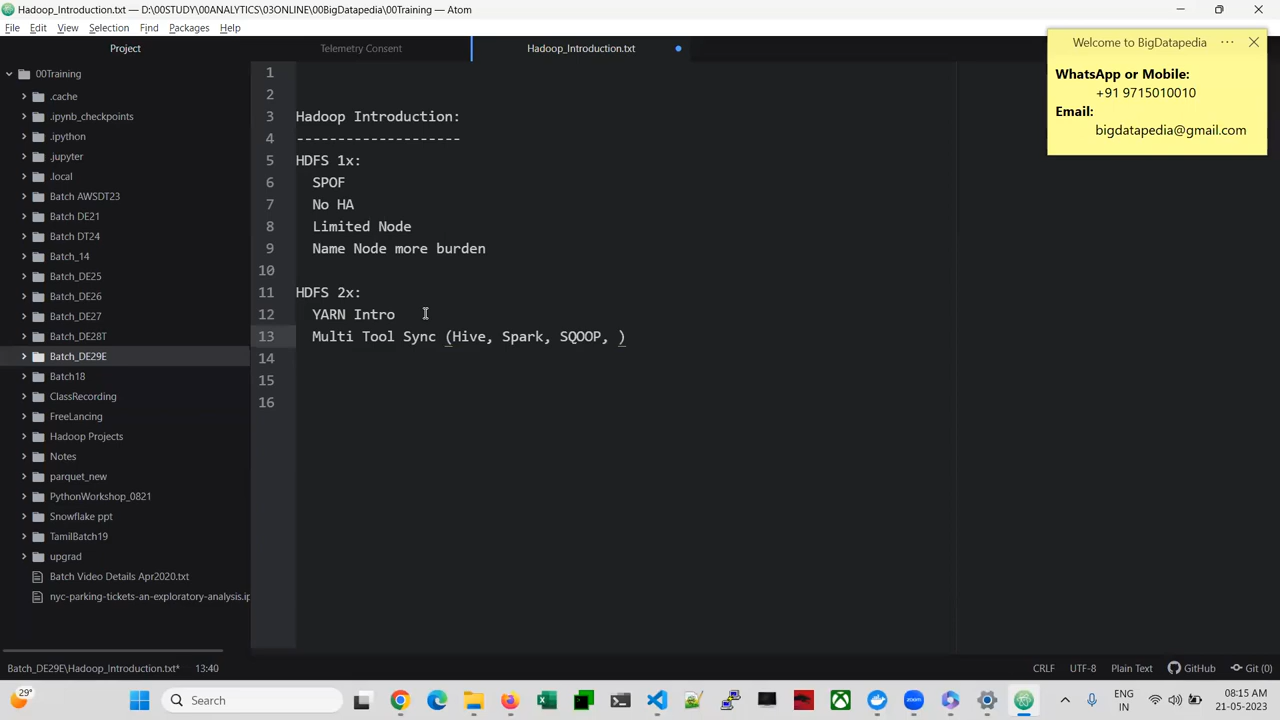 Hadoop_Introduction.txt — D:\00STUDY\00ANALYTICS\03ONLINE\00BigDatapedia\00Training — Atom
File Edit View Selection Find Packages Help
Project
Telemetry Consent
Hadoop_Introduction.txt
00Training
.cache
.ipynb_checkpoints
.ipython
.jupyter
.local
Batch AWSDT23
Batch DE21
Batch DT24
Batch_14
Batch_DE25
Batch_DE26
Batch_DE27
Batch_DE28T
Batch_DE29E
Batch18
ClassRecording
FreeLancing
Hadoop Projects
Notes
parquet_new
PythonWorkshop_0821
Snowflake ppt
TamilBatch19
upgrad
Batch Video Details Apr2020.txt
nyc-parking-tickets-an-exploratory-analysis.ip
1
2
3 Hadoop Introduction:
4 --------------------
5 HDFS 1x:
6 SPOF
7 No HA
8 Limited Node
9 Name Node more burden
10
11 HDFS 2x:
12 YARN Intro
13 Multi Tool Sync (Hive, Spark, SQOOP, )
14
15
16
Welcome to BigDatapedia ···
WhatsApp or Mobile:
+91 9715010010
Email:
bigdatapedia@gmail.com
Batch_DE29E\Hadoop_Introduction.txt* 13:40
CRLF UTF-8 Plain Text GitHub Git (0)
29°
Search
ENG
IN
08:15 AM
21-05-2023